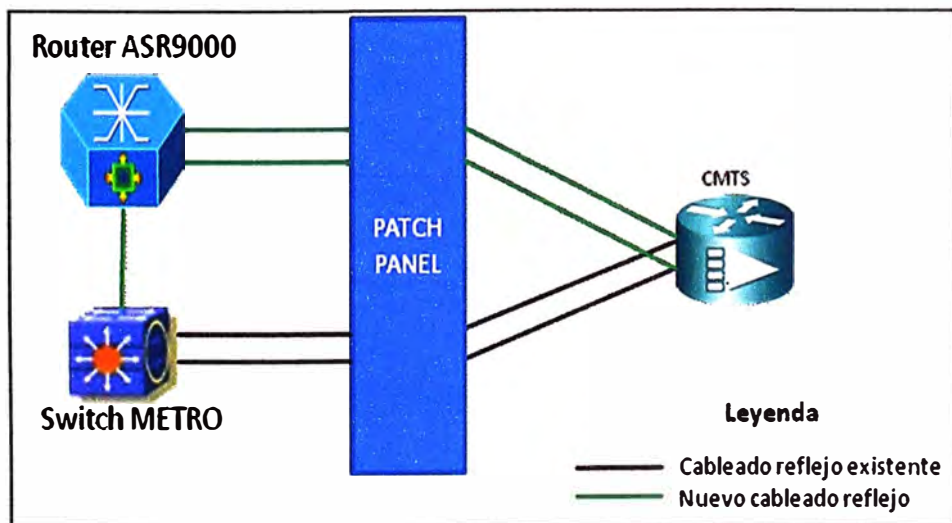 Router ASR9000
PATCH
PANEL
CMTS
Switch METRO
Leyenda
Cableado reflejo existente
Nuevo cableado reflejo